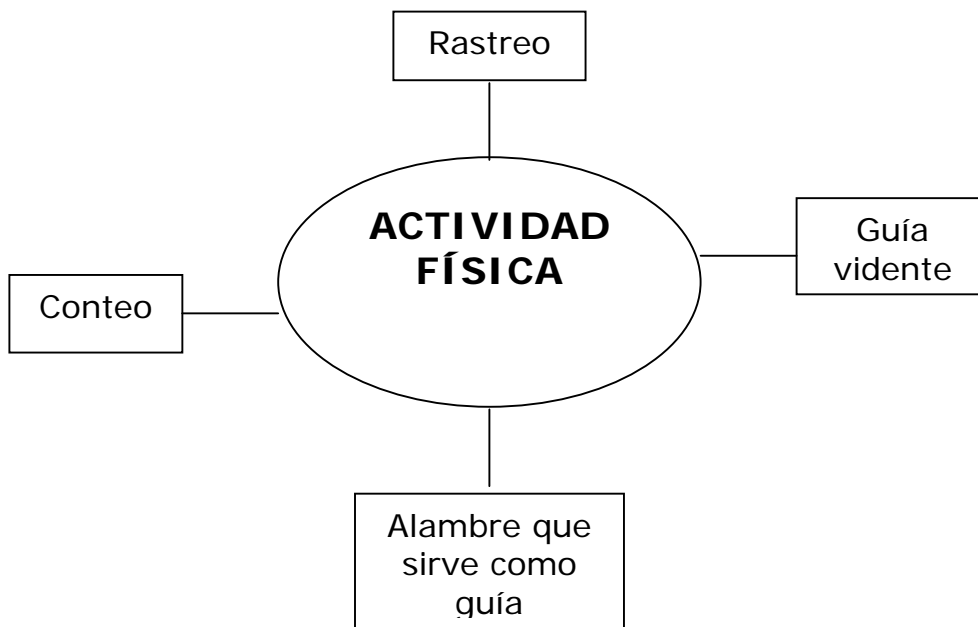 Rastreo
ACTIVIDAD
FÍSICA
Guía
vidente
Conteo
Alambre que
sirve como
guía